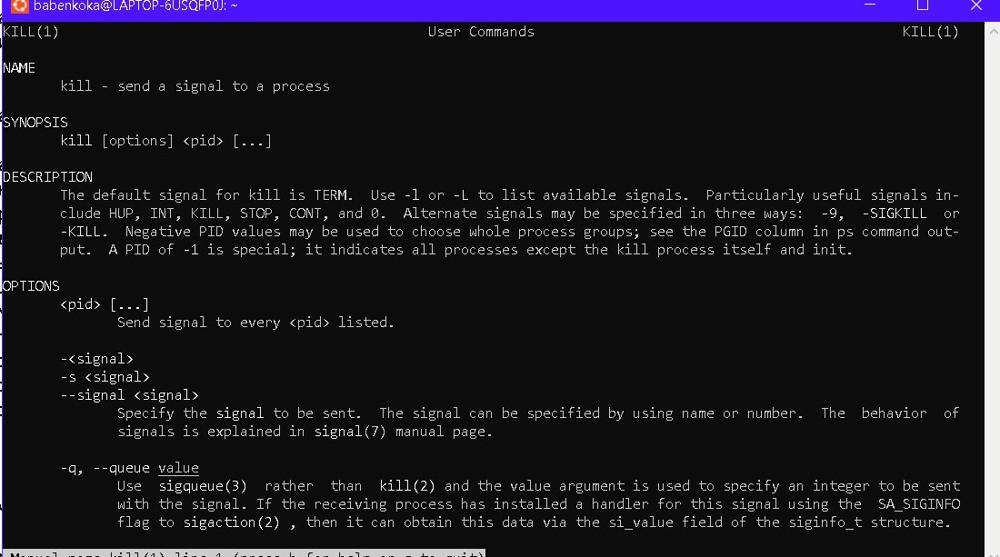 babenkoka@LAPTOP-6USQFP0J: ~
KILL(1) User Commands KILL(1)
NAME
kill - send a signal to a process
SYNOPSIS
kill [options] <pid> [...]
DESCRIPTION
The default signal for kill is TERM. Use -l or -L to list available signals. Particularly useful signals in-
clude HUP, INT, KILL, STOP, CONT, and 0. Alternate signals may be specified in three ways: -9, -SIGKILL or
-KILL. Negative PID values may be used to choose whole process groups; see the PGID column in ps command out-
put. A PID of -1 is special; it indicates all processes except the kill process itself and init.
OPTIONS
<pid> [...]
Send signal to every <pid> listed.
-<signal>
-s <signal>
--signal <signal>
Specify the signal to be sent. The signal can be specified by using name or number. The behavior of
signals is explained in signal(7) manual page.
-q, --queue value
Use sigqueue(3) rather than kill(2) and the value argument is used to specify an integer to be sent
with the signal. If the receiving process has installed a handler for this signal using the SA_SIGINFO
flag to sigaction(2) , then it can obtain this data via the si_value field of the siginfo_t structure.
Manual page kill(1) line 1 (press h for help or q to quit)